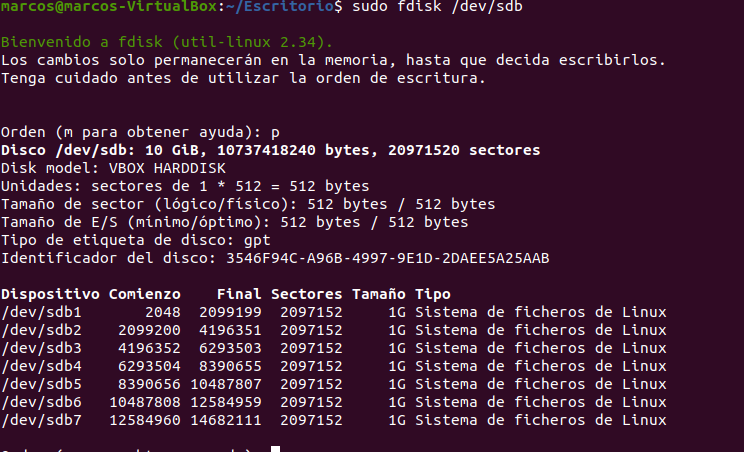 marcos@marcos-VirtualBox:~/Escritorio$ sudo fdisk /dev/sdb
Bienvenido a fdisk (util-linux 2.34).
Los cambios solo permanecerán en la memoria, hasta que decida escribirlos.
Tenga cuidado antes de utilizar la orden de escritura.
Orden (m para obtener ayuda): p
Disco /dev/sdb: 10 GiB, 10737418240 bytes, 20971520 sectores
Disk model: VBOX HARDDISK
Unidades: sectores de 1 * 512 = 512 bytes
Tamaño de sector (lógico/físico): 512 bytes / 512 bytes
Tamaño de E/S (mínimo/óptimo): 512 bytes / 512 bytes
Tipo de etiqueta de disco: gpt
Identificador del disco: 3546F94C-A96B-4997-9E1D-2DAEE5A25AAB
Dispositivo Comienzo Final Sectores Tamaño Tipo
/dev/sdb1 2048 2099199 2097152 1G Sistema de ficheros de Linux
/dev/sdb2 2099200 4196351 2097152 1G Sistema de ficheros de Linux
/dev/sdb3 4196352 6293503 2097152 1G Sistema de ficheros de Linux
/dev/sdb4 6293504 8390655 2097152 1G Sistema de ficheros de Linux
/dev/sdb5 8390656 10487807 2097152 1G Sistema de ficheros de Linux
/dev/sdb6 10487808 12584959 2097152 1G Sistema de ficheros de Linux
/dev/sdb7 12584960 14682111 2097152 1G Sistema de ficheros de Linux